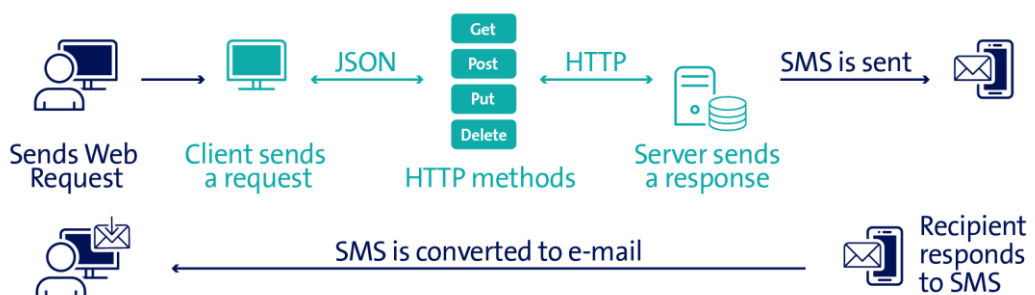 Get
Post
Put
Delete
JSON
HTTP
SMS is sent
Sends Web
Request
Client sends
a request
HTTP methods
Server sends
a response
SMS is converted to e-mail
Recipient
responds
to SMS